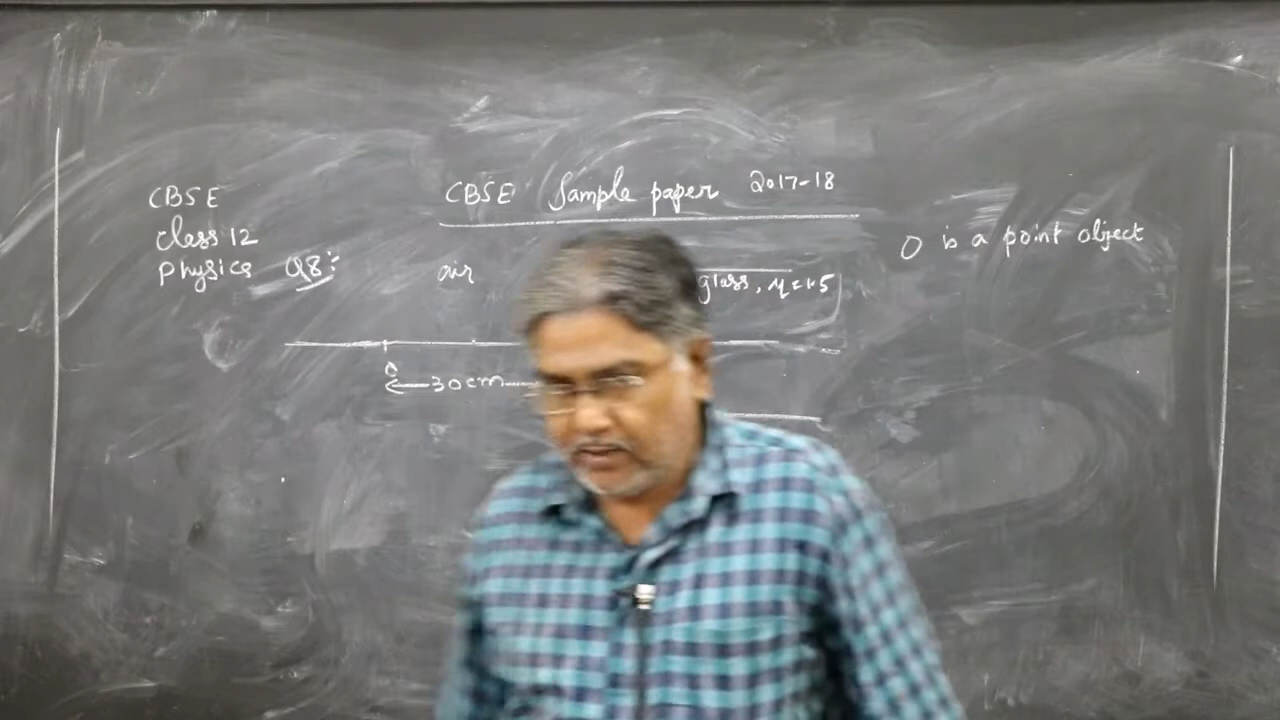 CBSE Sample paper 2017-18
CBSE
Class 12
Physics Q8:
air
glass, μ=1.5
O is a point object
O
30cm